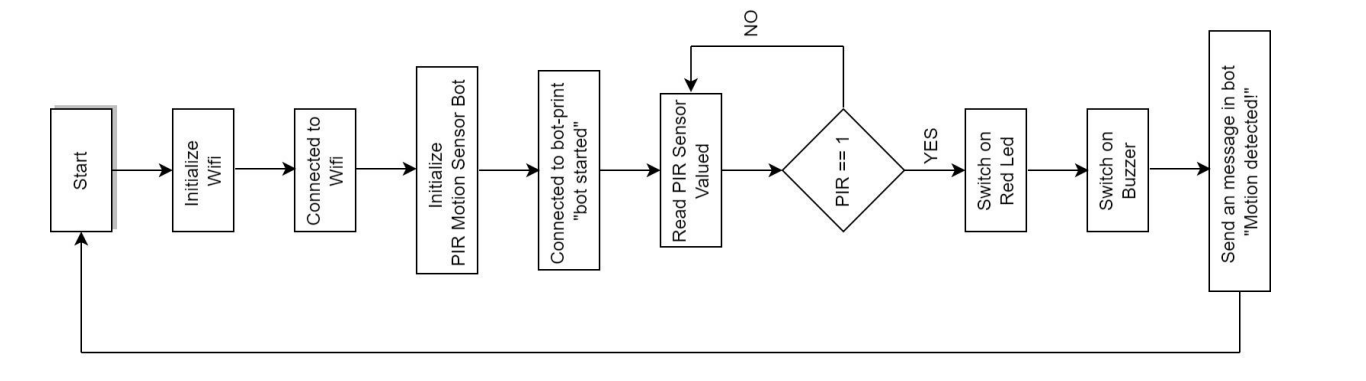 Start
Initialize
Wifi
Connected to
Wifi
Initialize
PIR Motion Sensor Bot
Connected to bot-print
"bot started"
Read PIR Sensor
Valued
NO
PIR == 1
YES
Switch on
Red Led
Switch on
Buzzer
Send an message in bot
"Motion detected!"